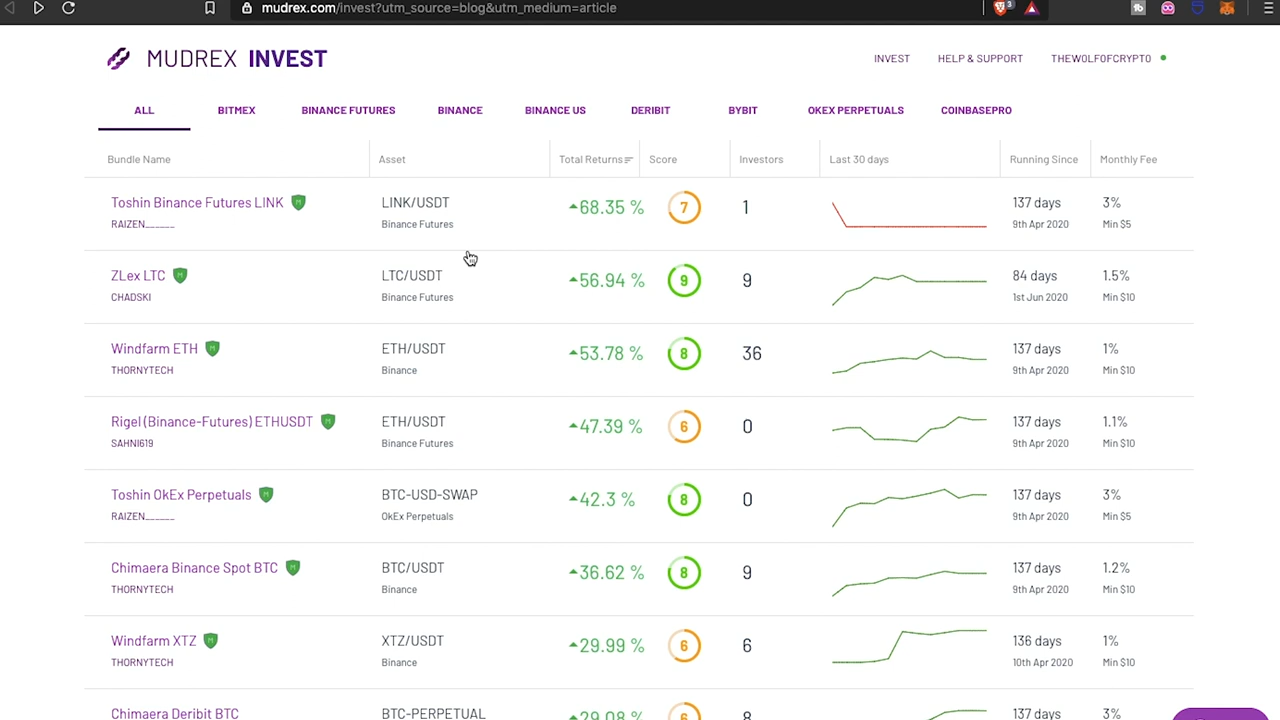 mudrex.com/invest?utm_source=blog&utm_medium=article
3
MUDREX INVEST
INVEST HELP & SUPPORT THEWOLFOFCRYPTO
ALL BITMEX BINANCE FUTURES BINANCE BINANCE US DERIBIT BYBIT OKEX PERPETUALS COINBASEPRO
Bundle Name Asset Total Returns Score Investors Last 30 days Running Since Monthly Fee
Toshin Binance Futures LINK M LINK/USDT 68.35 % 7 1 137 days 3%
RAIZEN______ Binance Futures 9th Apr 2020 Min $5
ZLex LTC M LTC/USDT 56.94 % 9 9 84 days 1.5%
CHADSKI Binance Futures 1st Jun 2020 Min $10
Windfarm ETH M ETH/USDT 53.78 % 8 36 137 days 1%
THORNYTECH Binance 9th Apr 2020 Min $10
Rigel (Binance-Futures) ETHUSDT M ETH/USDT 47.39 % 6 0 137 days 1.1%
SAHNI619 Binance Futures 9th Apr 2020 Min $10
Toshin OkEx Perpetuals M BTC-USD-SWAP 42.3 % 8 0 137 days 3%
RAIZEN______ OkEx Perpetuals 9th Apr 2020 Min $5
Chimaera Binance Spot BTC M BTC/USDT 36.62 % 8 9 137 days 1.2%
THORNYTECH Binance 9th Apr 2020 Min $10
Windfarm XTZ M XTZ/USDT 29.99 % 6 6 136 days 1%
THORNYTECH Binance 10th Apr 2020 Min $10
Chimaera Deribit BTC BTC-PERPETUAL 29.08 % 6 8 137 days 3%